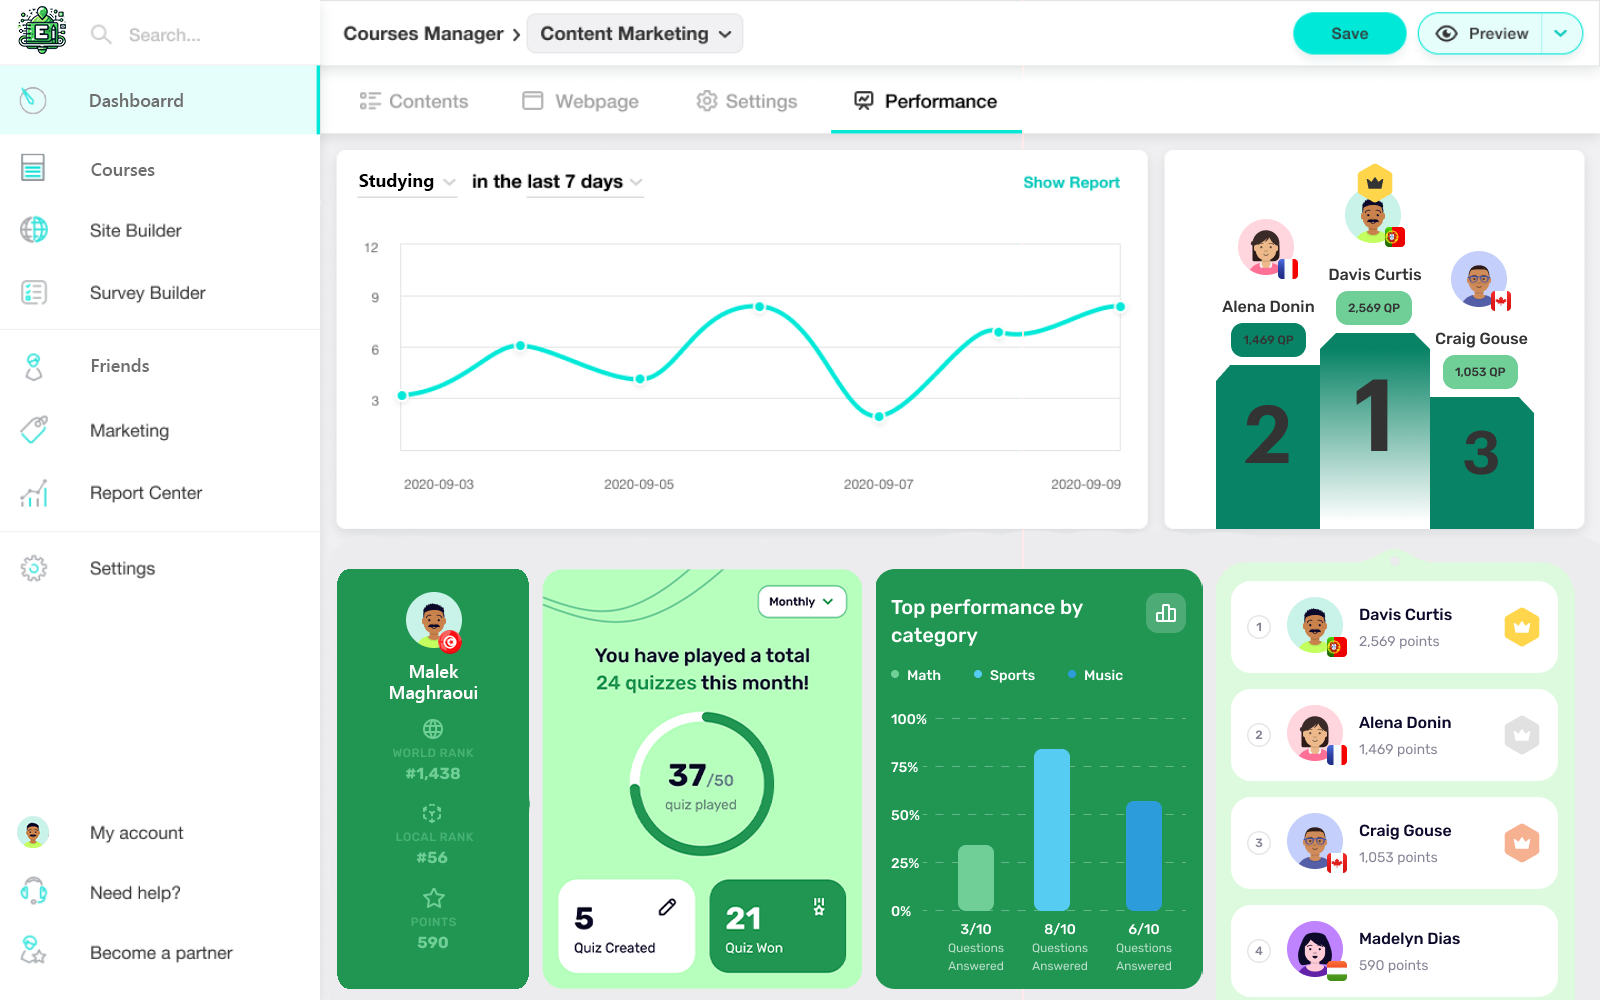 E
Search...
Courses Manager
Content Marketing
Save
Preview
Dashboarrd
Courses
Site Builder
Survey Builder
Friends
Marketing
Report Center
Settings
My account
Need help?
Become a partner
Contents
Webpage
Settings
Performance
Studying in the last 7 days
Show Report
12
9
6
3
2020-09-03
2020-09-05
2020-09-07
2020-09-09
Davis Curtis
2,569 QP
Alena Donin
1,469 QP
Craig Gouse
1,053 QP
2
1
3
Malek
Maghraoui
WORLD RANK
#1,438
LOCAL RANK
#56
POINTS
590
Monthly
You have played a total
24 quizzes this month!
37/50
quiz played
5
Quiz Created
21
Quiz Won
Top performance by
category
Math
Sports
Music
100%
75%
50%
25%
0%
3/10
Questions
Answered
8/10
Questions
Answered
6/10
Questions
Answered
1
Davis Curtis
2,569 points
2
Alena Donin
1,469 points
3
Craig Gouse
1,053 points
4
Madelyn Dias
590 points